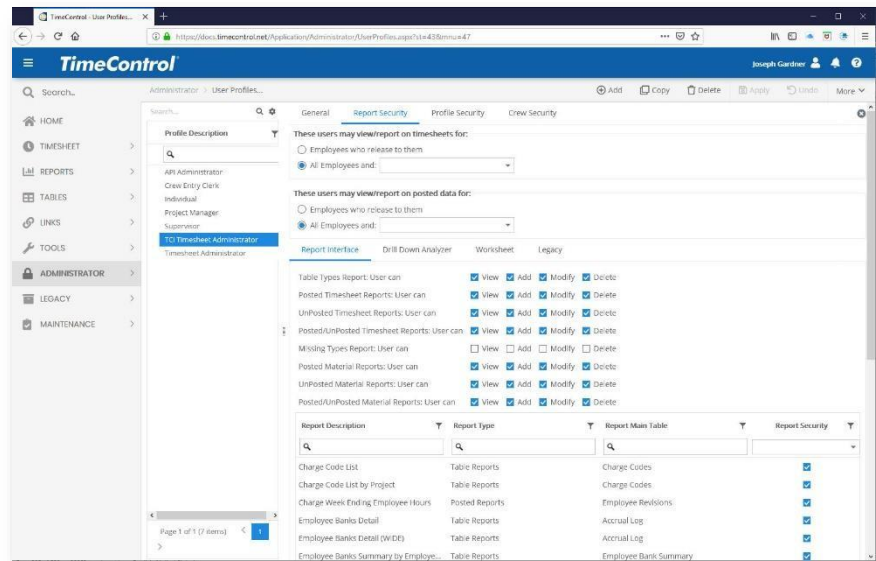 TimeControl - User Profiles...
https://docs.timecontrol.net/Application/Administrator/UserProfiles.aspx?st=43&mnu=47
TimeControl
Joseph Gardner
Search...
Administrator > User Profiles...
Add Copy Delete Apply Undo More
HOME
TIMESHEET
REPORTS
TABLES
LINKS
TOOLS
ADMINISTRATOR
LEGACY
MAINTENANCE
Search...
Profile Description
API Administrator
Crew Entry Clerk
Individual
Project Manager
Supervisor
TCI Timesheet Administrator
Timesheet Administrator
Page 1 of 1 (7 items) < 1
>
General Report Security Profile Security Crew Security
These users may view/report on timesheets for:
Employees who release to them
All Employees and:
These users may view/report on posted data for:
Employees who release to them
All Employees and:
Report Interface Drill Down Analyzer Worksheet Legacy
Table Types Report: User can View Add Modify Delete
Posted Timesheet Reports: User can View Add Modify Delete
UnPosted Timesheet Reports: User can View Add Modify Delete
Posted/UnPosted Timesheet Reports: User can View Add Modify Delete
Missing Types Report: User can View Add Modify Delete
Posted Material Reports: User can View Add Modify Delete
UnPosted Material Reports: User can View Add Modify Delete
Posted/UnPosted Material Reports: User can View Add Modify Delete
Report Description Report Type Report Main Table Report Security
Charge Code List Table Reports Charge Codes
Charge Code List by Project Table Reports Charge Codes
Charge Week Ending Employee Hours Posted Reports Employee Revisions
Employee Banks Detail Table Reports Accrual Log
Employee Banks Detail (WIDE) Table Reports Accrual Log
Employee Banks Summary by Employe... Table Reports Employee Bank Summary